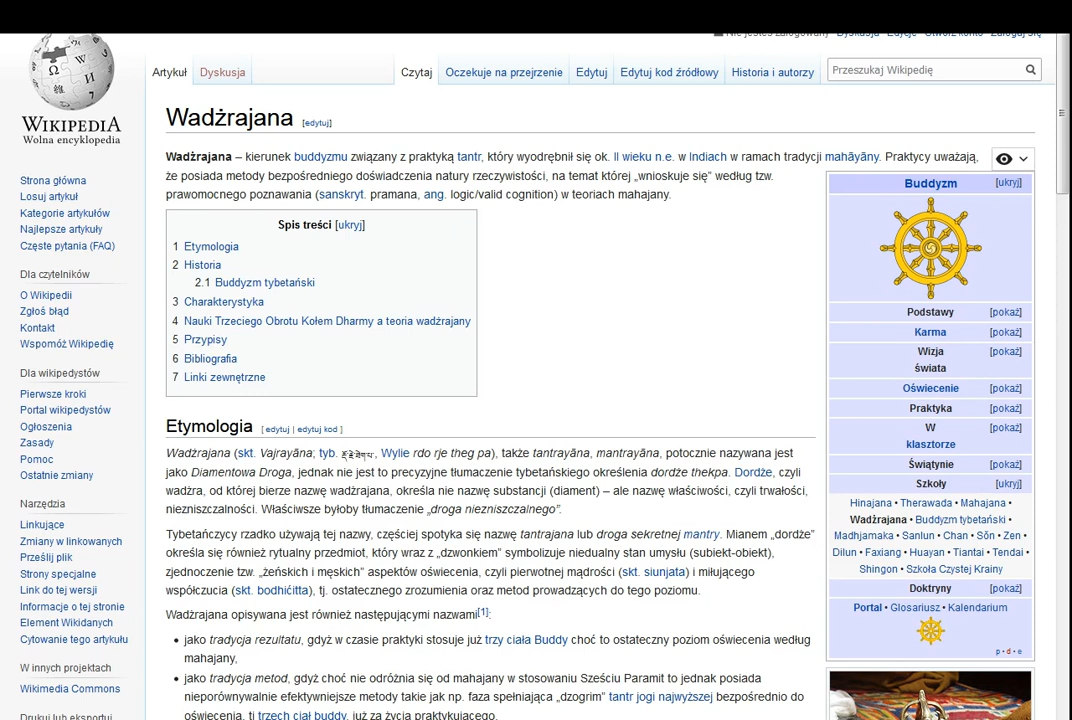 Nie jesteś zalogowany Dyskusja Edycje Utwórz konto Zaloguj się
Artykuł Dyskusja Czytaj Oczekuje na przejrzenie Edytuj Edytuj kod źródłowy Historia i autorzy Przeszukaj Wikipedię
WIKIPEDIA
Wolna encyklopedia
Strona główna
Losuj artykuł
Kategorie artykułów
Najlepsze artykuły
Częste pytania (FAQ)
Dla czytelników
O Wikipedii
Zgłoś błąd
Kontakt
Wspomóż Wikipedię
Dla wikipedystów
Pierwsze kroki
Portal wikipedystów
Ogłoszenia
Zasady
Pomoc
Ostatnie zmiany
Narzędzia
Linkujące
Zmiany w linkowanych
Prześlij plik
Strony specjalne
Link do tej wersji
Informacje o tej stronie
Element Wikidanych
Cytowanie tego artykułu
W innych projektach
Wikimedia Commons
Drukuj lub eksportuj
Wadżrajana [edytuj]
Wadżrajana – kierunek buddyzmu związany z praktyką tantr, który wyodrębnił się ok. II wieku n.e. w Indiach w ramach tradycji mahāyāny. Praktycy uważają,
że posiada metody bezpośredniego doświadczenia natury rzeczywistości, na temat której „wnioskuje się” według tzw.
prawomocnego poznawania (sanskryt. pramana, ang. logic/valid cognition) w teoriach mahajany.
Spis treści [ukryj]
1 Etymologia
2 Historia
2.1 Buddyzm tybetański
3 Charakterystyka
4 Nauki Trzeciego Obrotu Kołem Dharmy a teoria wadżrajany
5 Przypisy
6 Bibliografia
7 Linki zewnętrzne
Etymologia [ edytuj | edytuj kod ]
Wadżrajana (skt. Vajrayāna; tyb. རྡོ་རྗེ་ཐེག་པ་, Wylie rdo rje theg pa), także tantrayāna, mantrayāna, potocznie nazywana jest
jako Diamentowa Droga, jednak nie jest to precyzyjne tłumaczenie tybetańskiego określenia dordże thekpa. Dordże, czyli
wadżra, od której bierze nazwę wadżrajana, określa nie nazwę substancji (diament) – ale nazwę właściwości, czyli trwałości,
niezniszczalności. Właściwsze byłoby tłumaczenie „droga niezniszczalnego”.
Tybetańczycy rzadko używają tej nazwy, częściej spotyka się nazwę tantrajana lub droga sekretnej mantry. Mianem „dordże”
określa się również rytualny przedmiot, który wraz z „dzwonkiem” symbolizuje niedualny stan umysłu (subiekt-obiekt),
zjednoczenie tzw. „żeńskich i męskich” aspektów oświecenia, czyli pierwotnej mądrości (skt. siunjata) i miłującego
współczucia (skt. bodhićitta), tj. ostatecznego zrozumienia oraz metod prowadzących do tego poziomu.
Wadżrajana opisywana jest również następującymi nazwami[1]:
• jako tradycja rezultatu, gdyż w czasie praktyki stosuje już trzy ciała Buddy choć to ostateczny poziom oświecenia według
mahajany,
• jako tradycja metod, gdyż choć nie odróżnia się od mahajany w stosowaniu Sześciu Paramit to jednak posiada
nieporównywalnie efektywniejsze metody takie jak np. faza spełniająca „dzogrim” tantr jogi najwyższej bezpośrednio do
oświecenia, tj trzech ciał buddy, już za życia praktykującego.
Buddyzm [ukryj]
Podstawy [pokaż]
Karma [pokaż]
Wizja [pokaż]
świata
Oświecenie [pokaż]
Praktyka [pokaż]
W [pokaż]
klasztorze
Świątynie [pokaż]
Szkoły [ukryj]
Hinajana • Therawada • Mahajana •
Wadżrajana • Buddyzm tybetański •
Madhjamaka • Sanlun • Chan • Sŏn • Zen •
Dilun • Faxiang • Huayan • Tiantai • Tendai •
Shingon • Szkoła Czystej Krainy
Doktryny [pokaż]
Portal • Glosariusz • Kalendarium
p • d • e